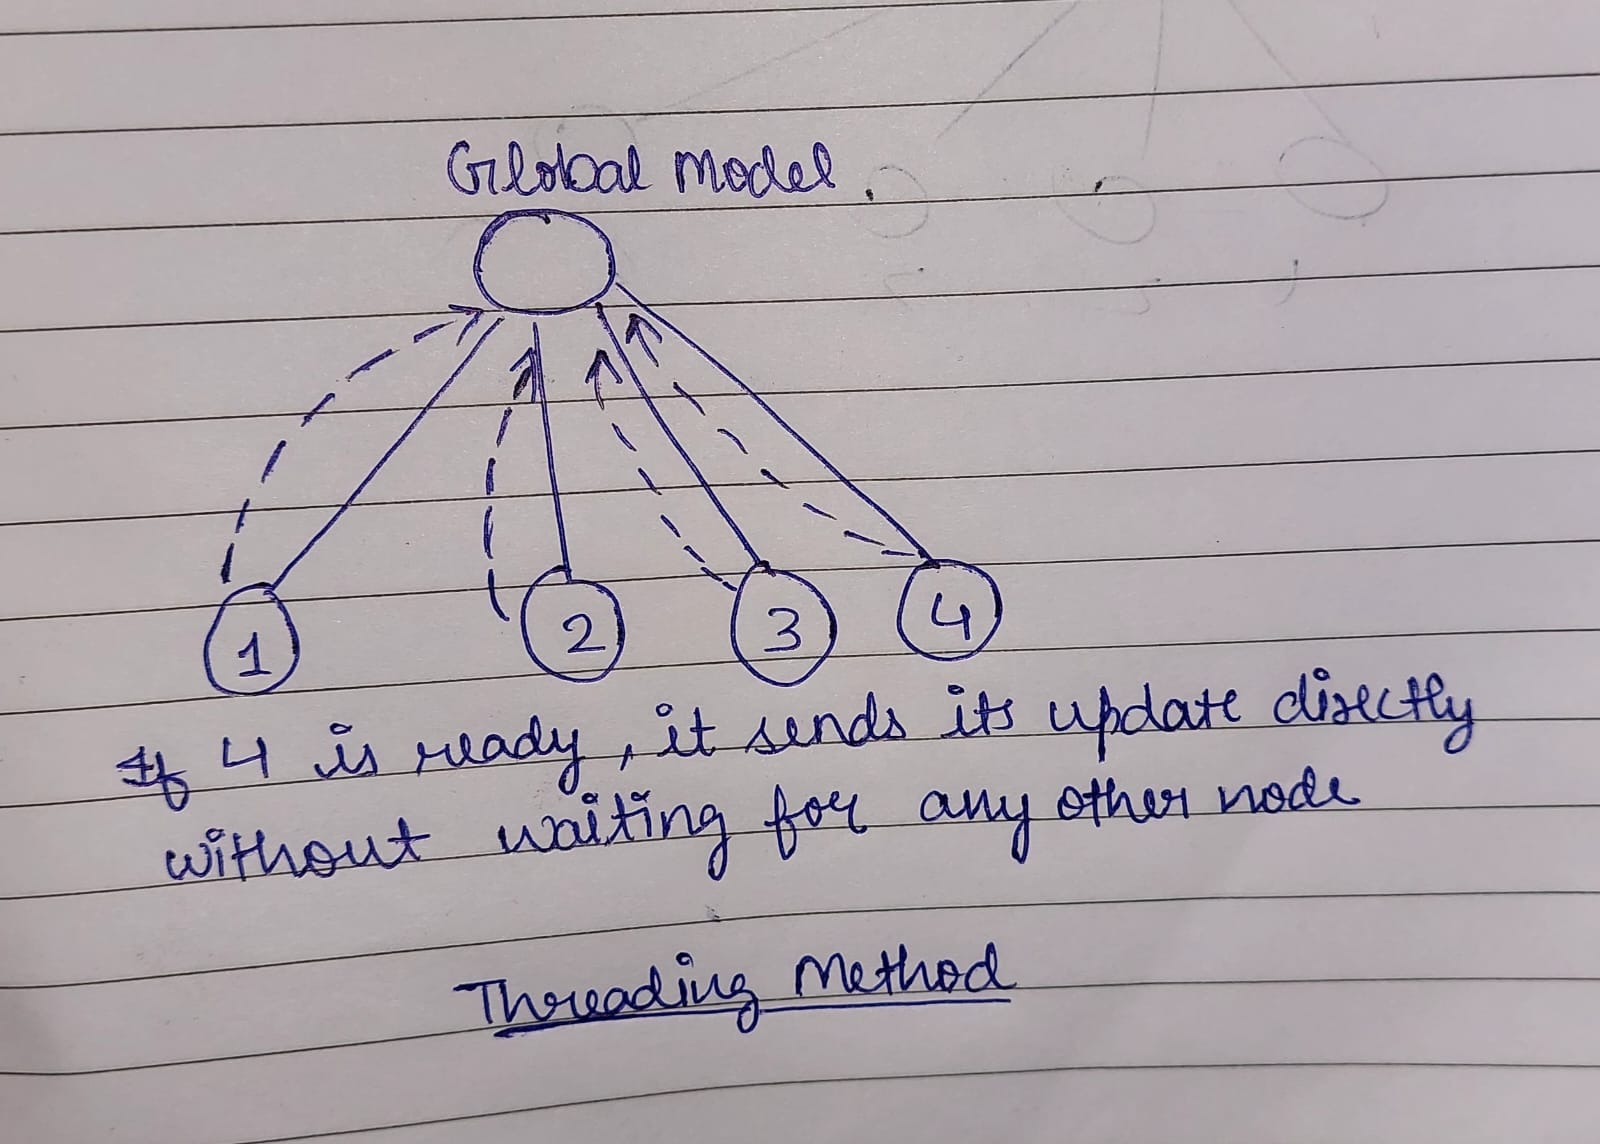 Global Model
1 2 3 4
If 4 is ready, it sends its update directly
without waiting for any other node
Threading Method